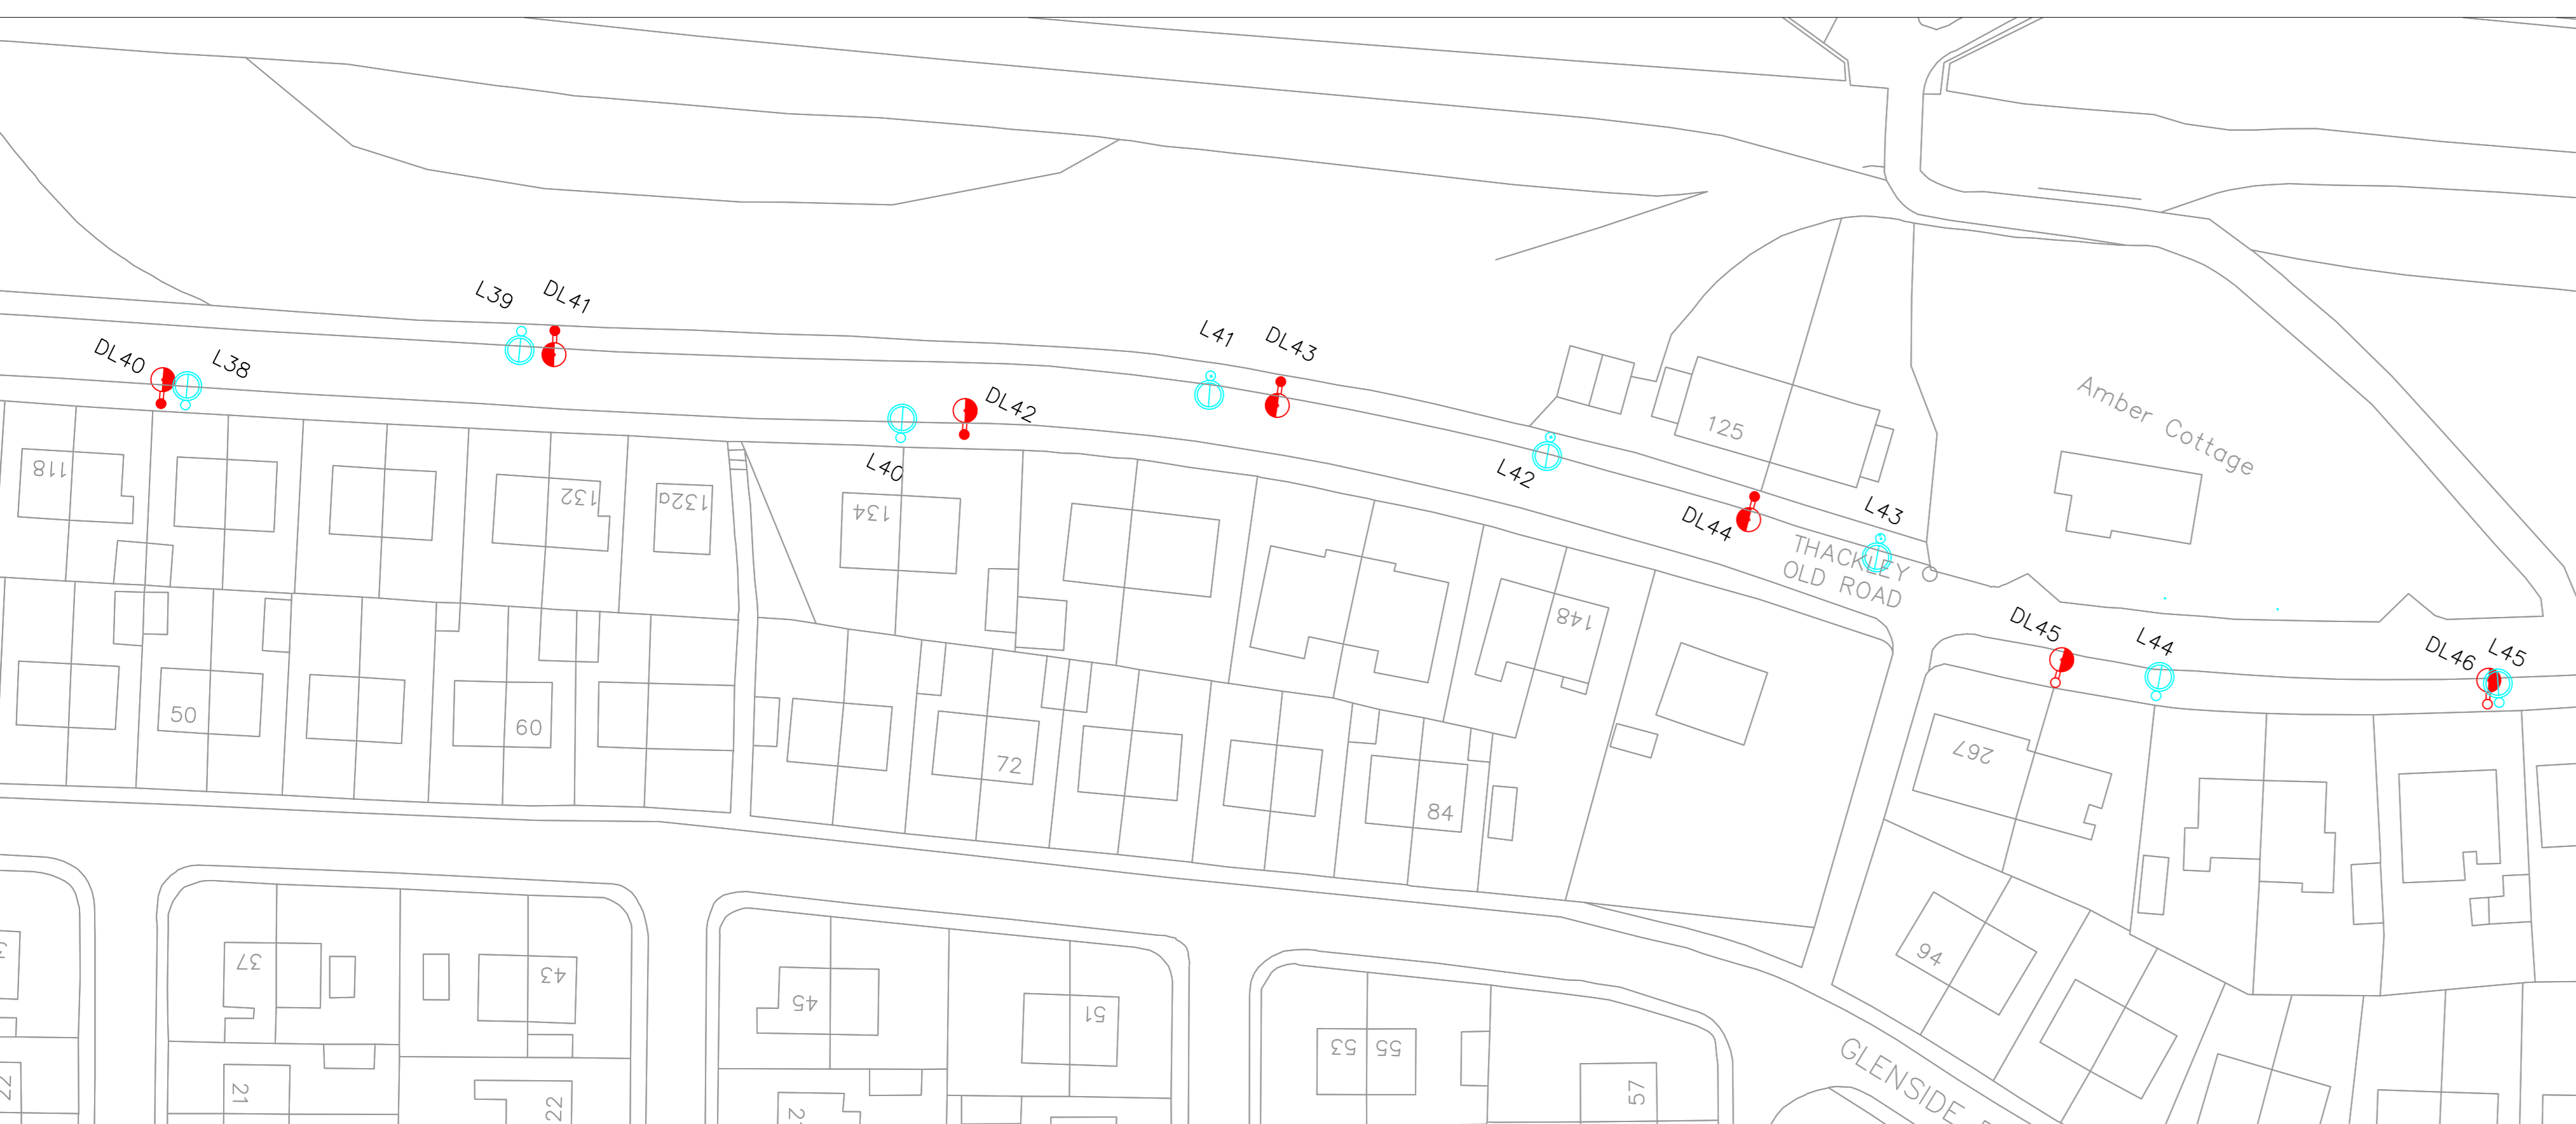 L39
DL41
L41
DL43
DL40
L38
DL42
L40
L42
125
DL44
L43
Amber Cottage
THACKLEY
OLD ROAD
DL45
L44
DL46
L45
118
132
132a
134
148
50
60
72
84
267
94
37
43
45
51
53
55
57
21
22
GLENSIDE